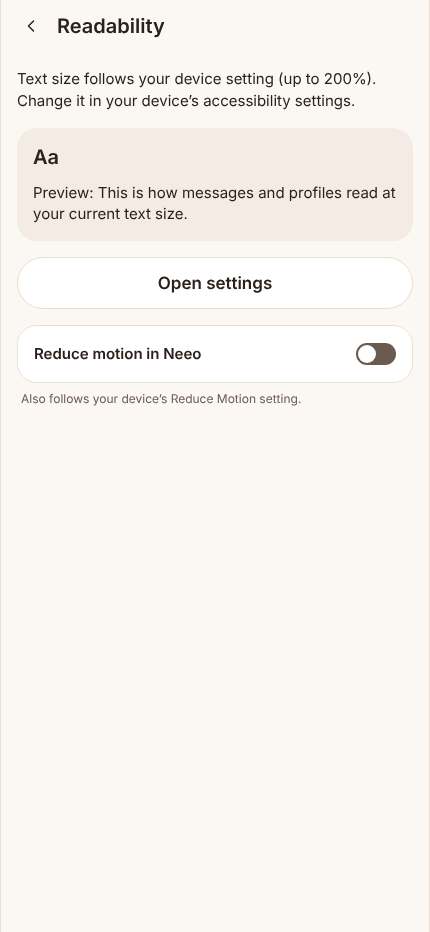 Readability
Text size follows your device setting (up to 200%).
Change it in your device’s accessibility settings.
Aa
Preview: This is how messages and profiles read at
your current text size.
Open settings
Reduce motion in Neeo
Also follows your device’s Reduce Motion setting.